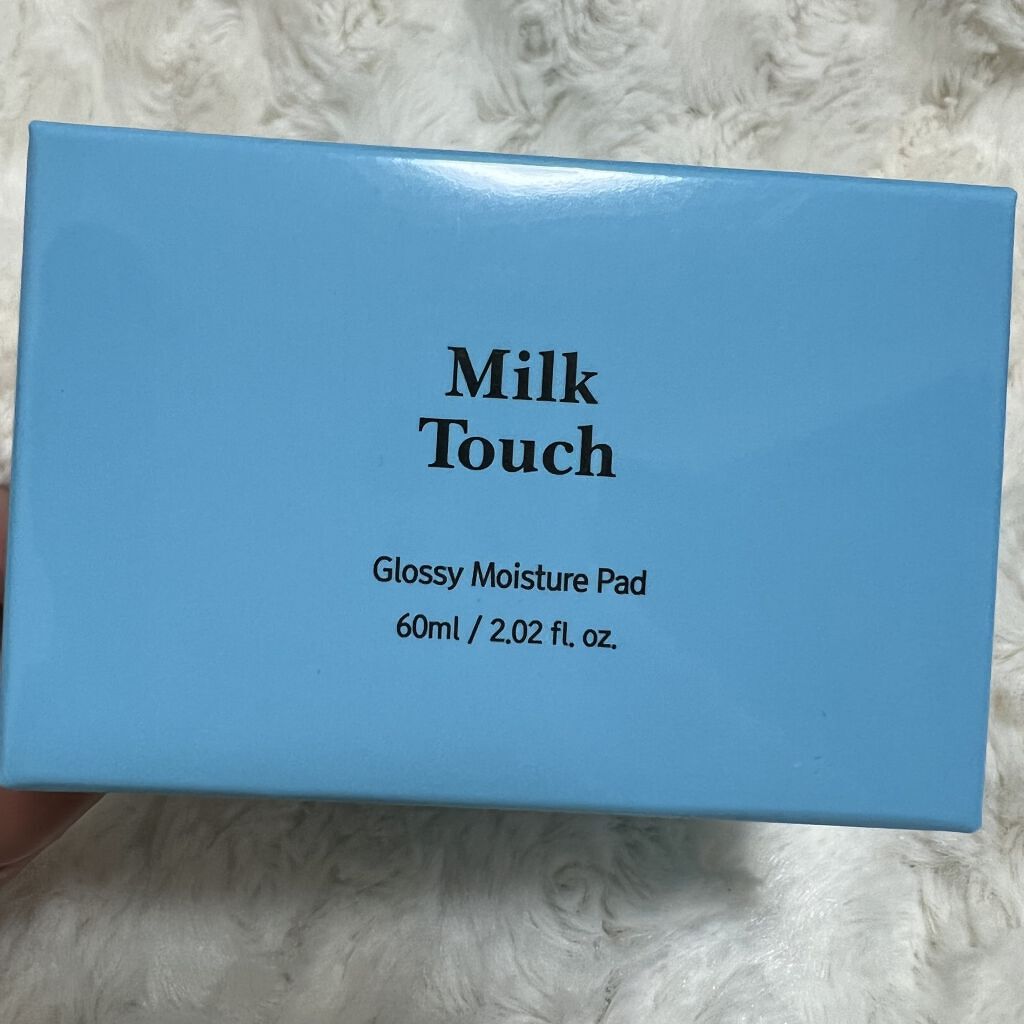 Milk
Touch
Glossy Moisture Pad
60ml / 2.02 fl. oz.